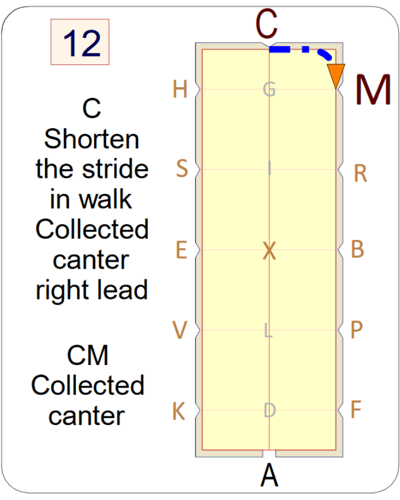 12
C
Shorten
the stride
in walk
Collected
canter
right lead
CM
Collected
canter
C
H G M
S I R
E X B
V L P
K D F
A